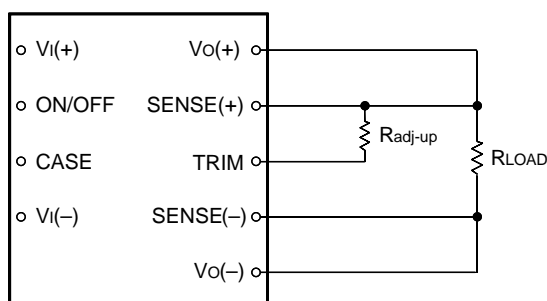 VI(+) VO(+)
ON/OFF SENSE(+)
Radj-up
CASE TRIM RLOAD
VI(–) SENSE(–)
VO(–)